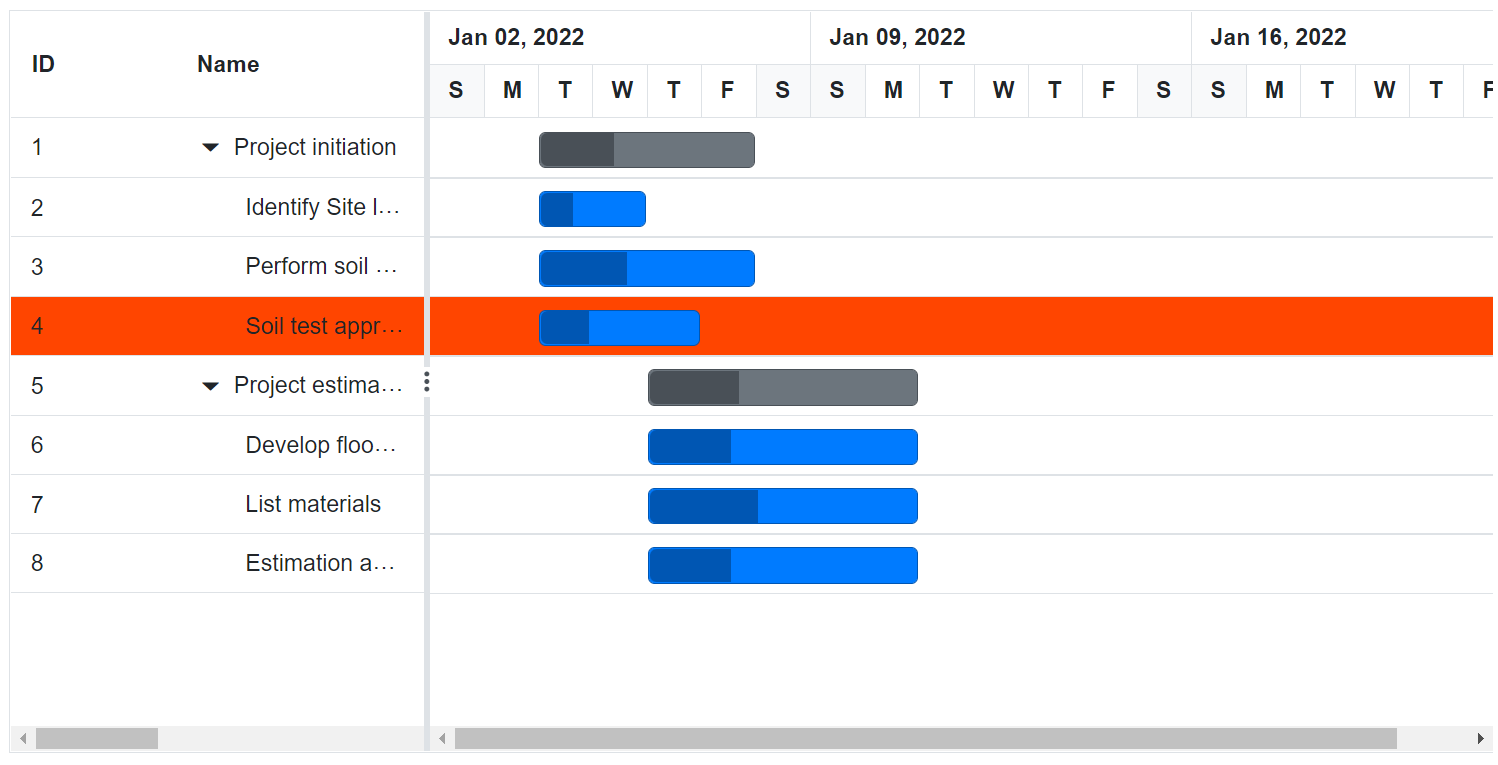 ID Name Jan 02, 2022 Jan 09, 2022 Jan 16, 2022
S M T W T F S S M T W T F S S M T W T F
1 Project initiation
2 Identify Site l...
3 Perform soil ...
4 Soil test appr...
5 Project estima...
6 Develop floo...
7 List materials
8 Estimation a...